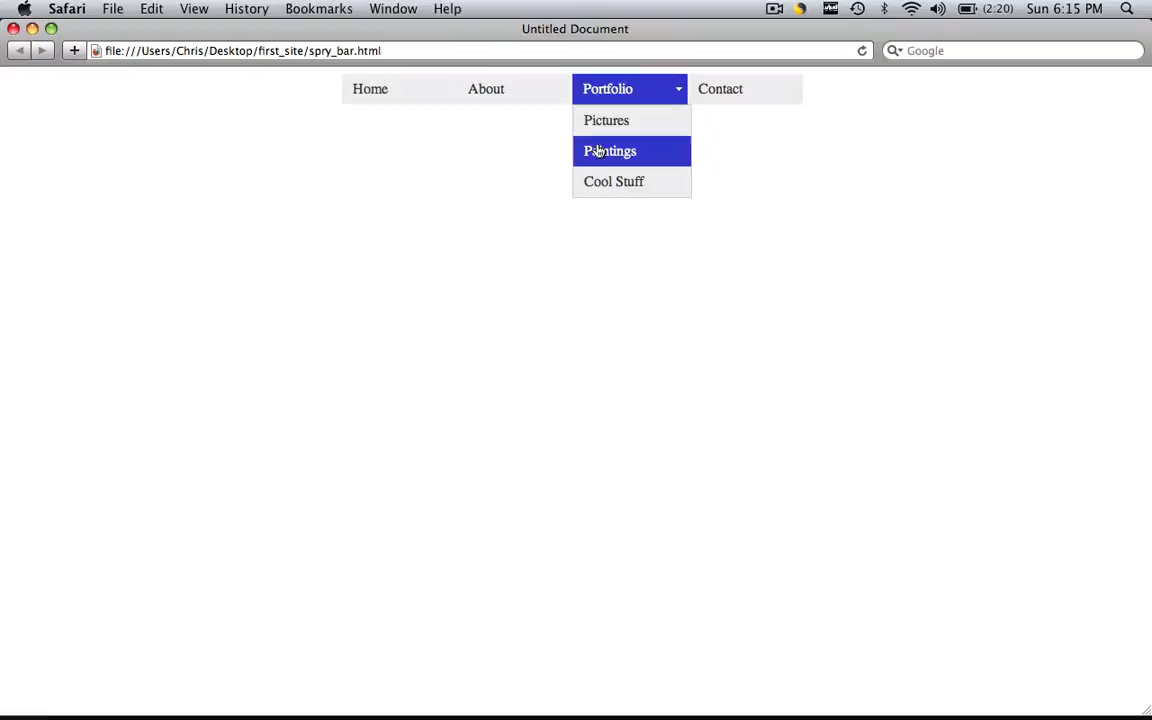 Safari File Edit View History Bookmarks Window Help (2:20) Sun 6:15 PM
Untitled Document
file:///Users/Chris/Desktop/first_site/spry_bar.html Google
Home About Portfolio Contact
Pictures
Paintings
Cool Stuff